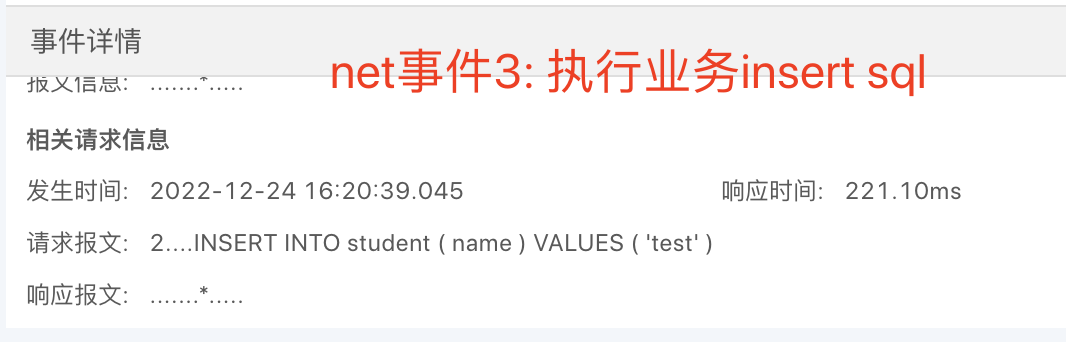 事件详情
net事件3: 执行业务insert sql
报文信息: .......*.....
相关请求信息
发生时间: 2022-12-24 16:20:39.045 响应时间: 221.10ms
请求报文: 2....INSERT INTO student ( name ) VALUES ( 'test' )
响应报文: .......*.....